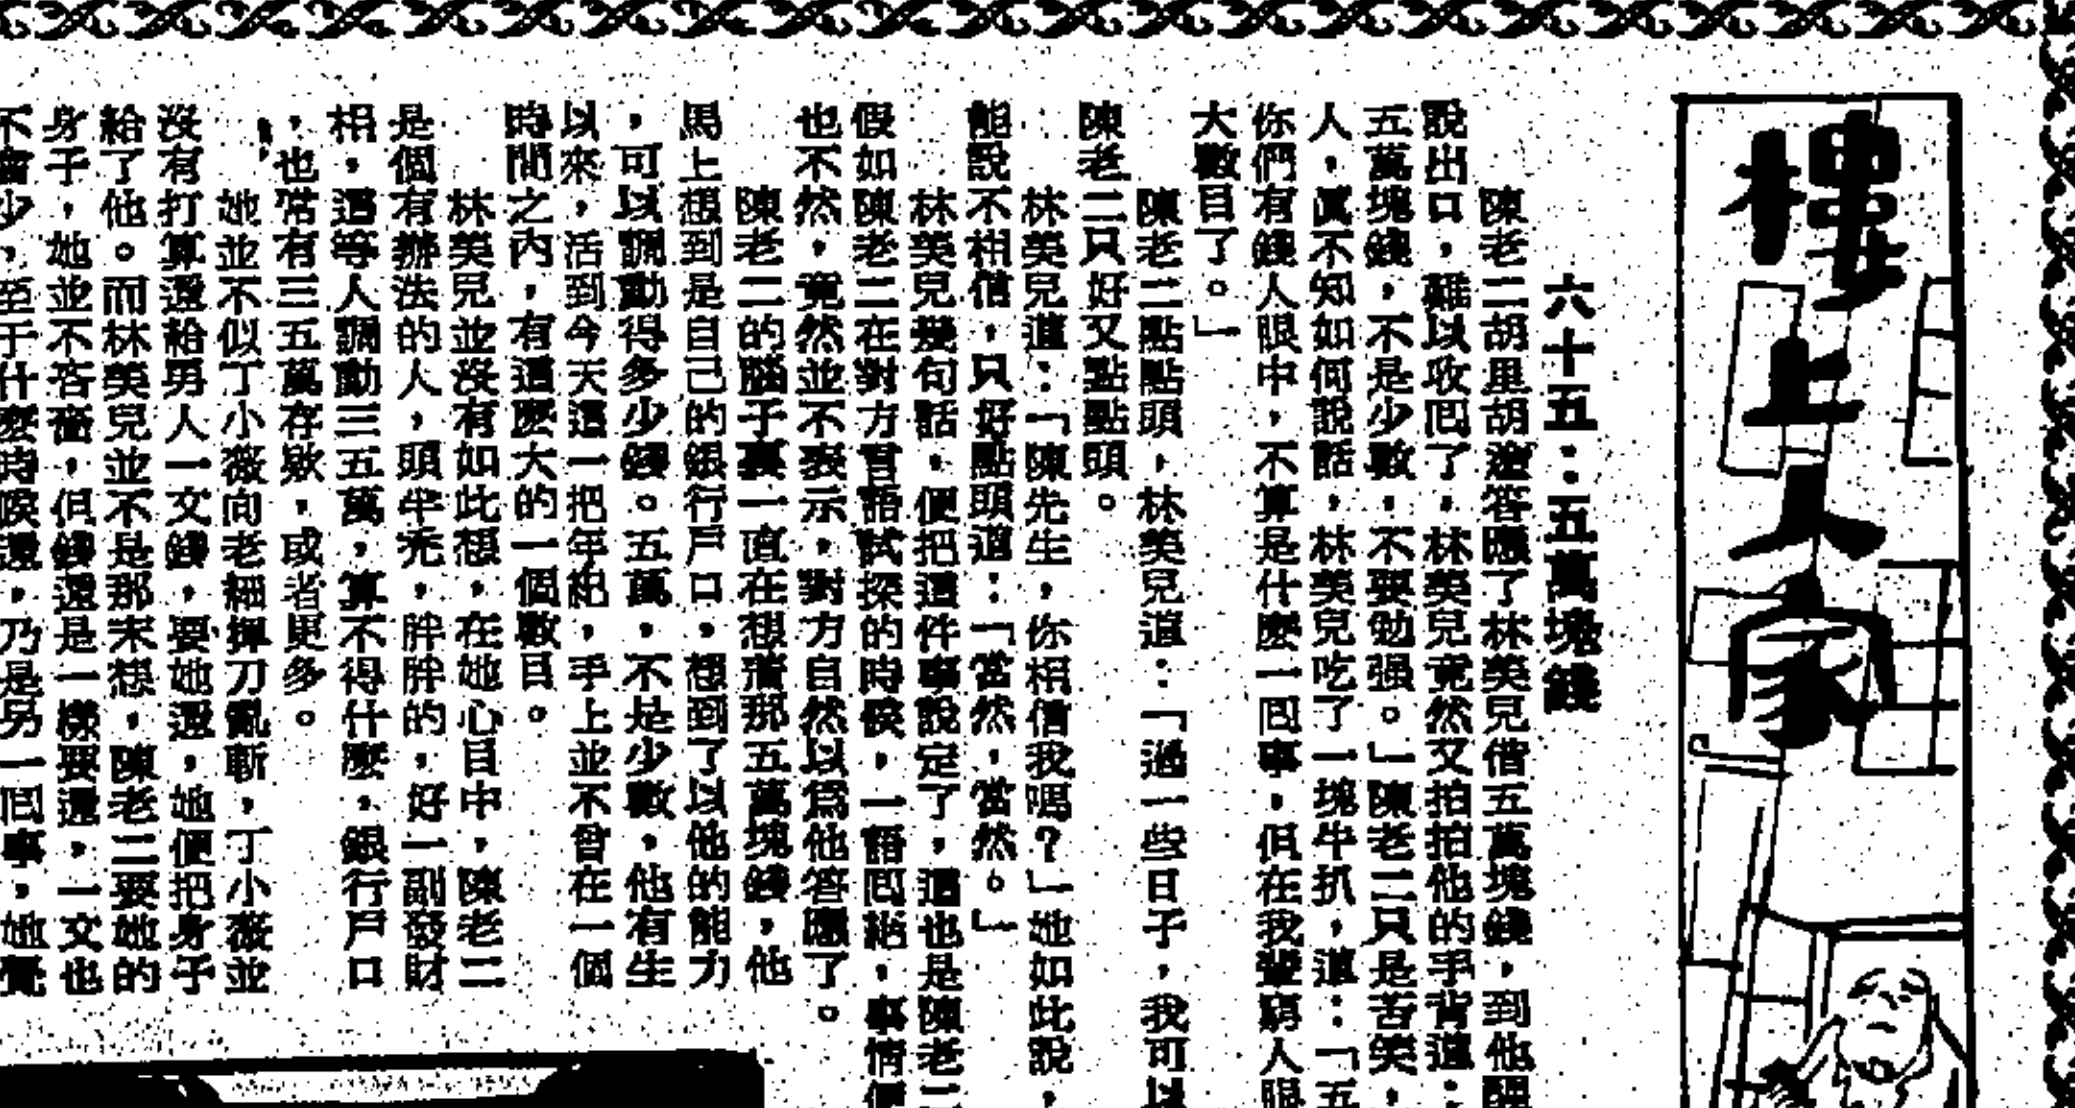 樓上人家
六十五：五萬塊錢
陳老二胡里胡塗答應了林美兒借五萬塊錢，到他醒
說出口，難以收回了，林美兒竟然又拍拍他的手背道：
五萬塊錢，不是少數，不要勉强。」陳老二只是苦笑，
人，眞不知如何說話，林美兒吃了一塊牛扒，道：「五
你們有錢人眼中，不算是什麼一回事，但在我輩窮人眼
大數目了。」
陳老二點點頭，林美兒道：「過一些日子，我可以
陳老二只好又點點頭。
林美兒道：「陳先生，你相信我嗎？」她如此說，
能說不相信，只好點頭道：「當然，當然。」
林美兒幾句話，便把這件事說定了，這也是陳老二
假如陳老二在對方言語試探的時候，一語回絕，事情便
也不然，竟然並不表示，對方自然以爲他答應了。
陳老二的腦子裏一直在想着那五萬塊錢，他
馬上想到是自己的銀行戶口，想到了以他的能力
，可以調動得多少錢。五萬，不是少數，他有生
以來，活到今天這一把年紀，手上並不曾在一個
時間之內，有這麼大的一個數目。
林美兒並沒有如此想，在她心目中，陳老二
是個有辦法的人，頭半禿，胖胖的，好一副發財
相，這等人調動三五萬，算不得什麼，銀行戶口
，也常有三五萬存欵，或者更多。
她並不似丁小薇向老細揮刀亂斬，丁小薇並
沒有打算還給男人一文錢，要她還，她便把身子
給了他。而林美兒並不是那末想，陳老二要她的
身子，她並不吝嗇，但錢還是一樣要還，一文也
不會少，至于什麼時候還，乃是另一回事，她覺